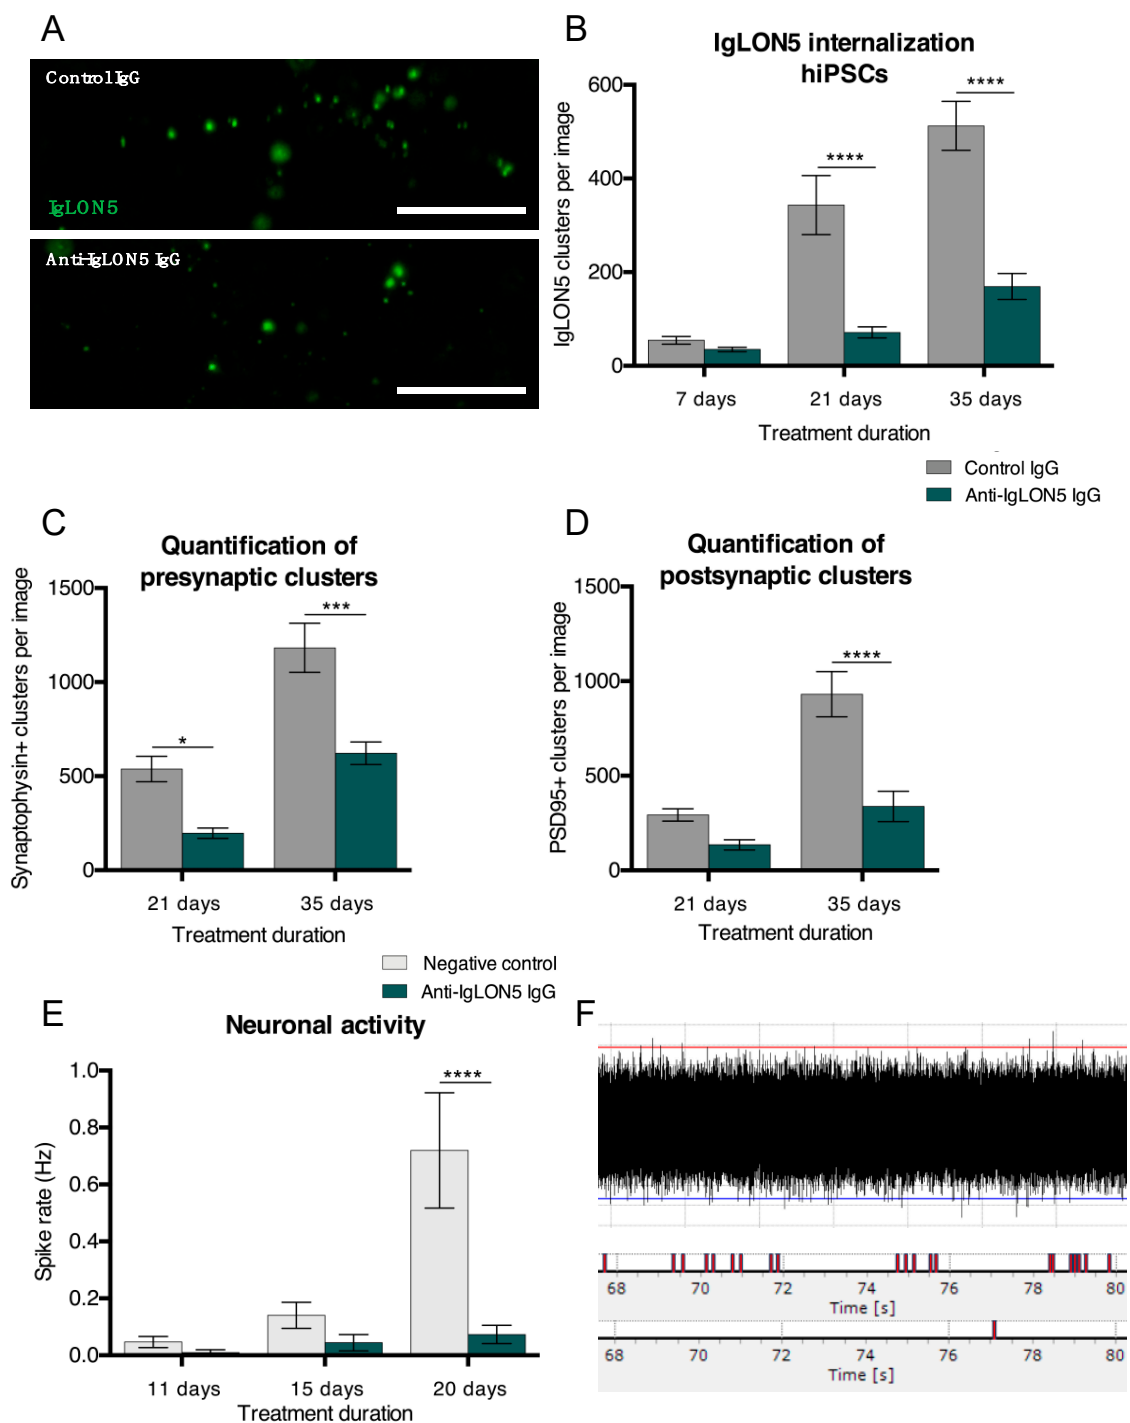 A
Control IgG
IgLON5
Anti-IgLON5 IgG
B
IgLON5 internalization
hiPSCs
IgLON5 clusters per image
600
400
200
0
****
****
7 days
21 days
35 days
Treatment duration
Control IgG
Anti-IgLON5 IgG
C
Quantification of
presynaptic clusters
Synaptophysin+ clusters per image
1500
1000
500
0
*
***
21 days
35 days
Treatment duration
D
Quantification of
postsynaptic clusters
PSD95+ clusters per image
1500
1000
500
0
****
21 days
35 days
Treatment duration
Negative control
Anti-IgLON5 IgG
E
Neuronal activity
Spike rate (Hz)
1.0
0.8
0.6
0.4
0.2
0.0
****
11 days
15 days
20 days
Treatment duration
F
68 70 72 74 76 78 80
Time [s]
68 70 72 74 76 78 80
Time [s]